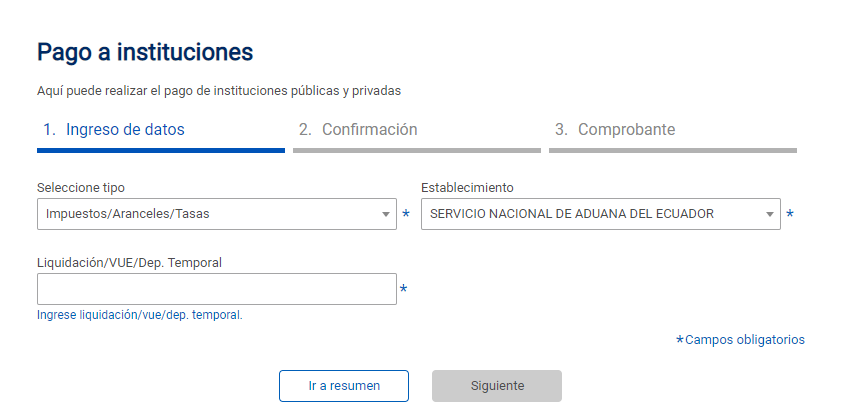 Pago a instituciones
Aquí puede realizar el pago de instituciones públicas y privadas
1. Ingreso de datos
2. Confirmación
3. Comprobante
Seleccione tipo
Establecimiento
Impuestos/Aranceles/Tasas *
SERVICIO NACIONAL DE ADUANA DEL ECUADOR *
Liquidación/VUE/Dep. Temporal
*
Ingrese liquidación/vue/dep. temporal.
*Campos obligatorios
Ir a resumen
Siguiente